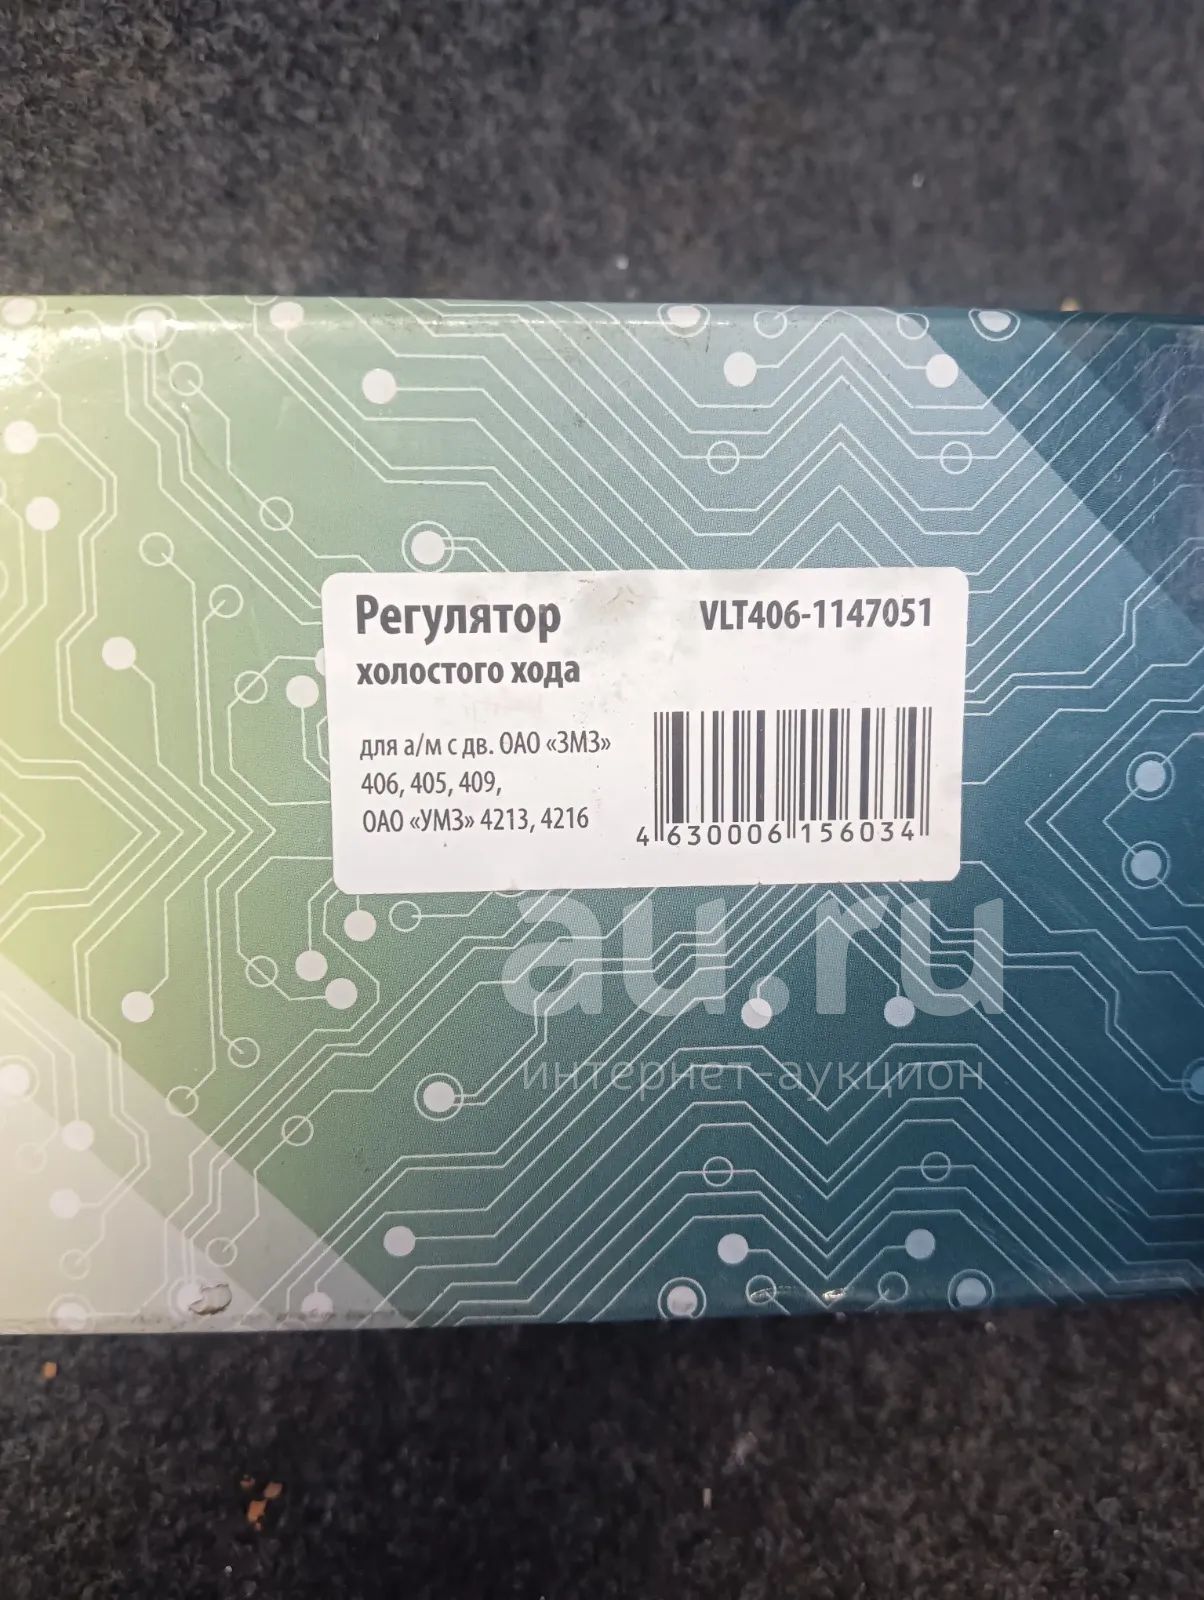 Регулятор VLT406-1147051
холостого хода
для а/м с дв. ОАО «ЗМЗ»
406, 405, 409,
ОАО «УМЗ» 4213, 4216
4 630006 156034
au.ru
интернет-аукцион